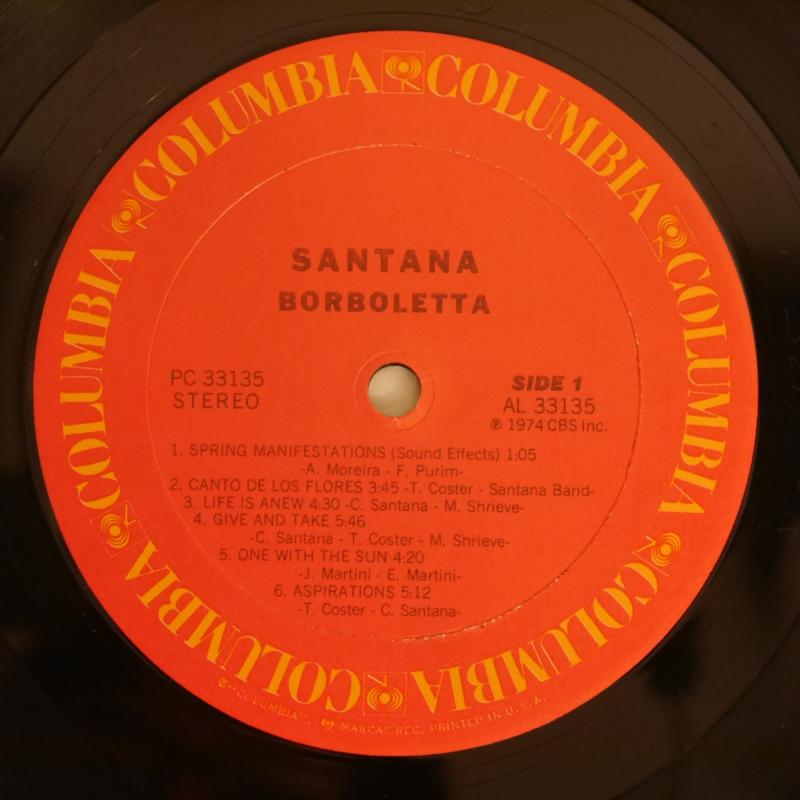 COLUMBIA COLUMBIA COLUMBIA COLUMBIA COLUMBIA COLUMBIA COLUMBIA COLUMBIA
SANTANA
BORBOLETTA
PC 33135
STEREO
SIDE 1
AL 33135
℗ 1974 CBS Inc.
1. SPRING MANIFESTATIONS (Sound Effects) 1:05
-A. Moreira - F. Purim-
2. CANTO DE LOS FLORES 3:45 -T. Coster - Santana Band-
3. LIFE IS ANEW 4:30 -C. Santana - M. Shrieve-
4. GIVE AND TAKE 5:46
-C. Santana - T. Coster - M. Shrieve-
5. ONE WITH THE SUN 4:20
-J. Martini - E. Martini-
6. ASPIRATIONS 5:12
-T. Coster - C. Santana-
"COLUMBIA", MARCAS REG. PRINTED IN U.S.A.